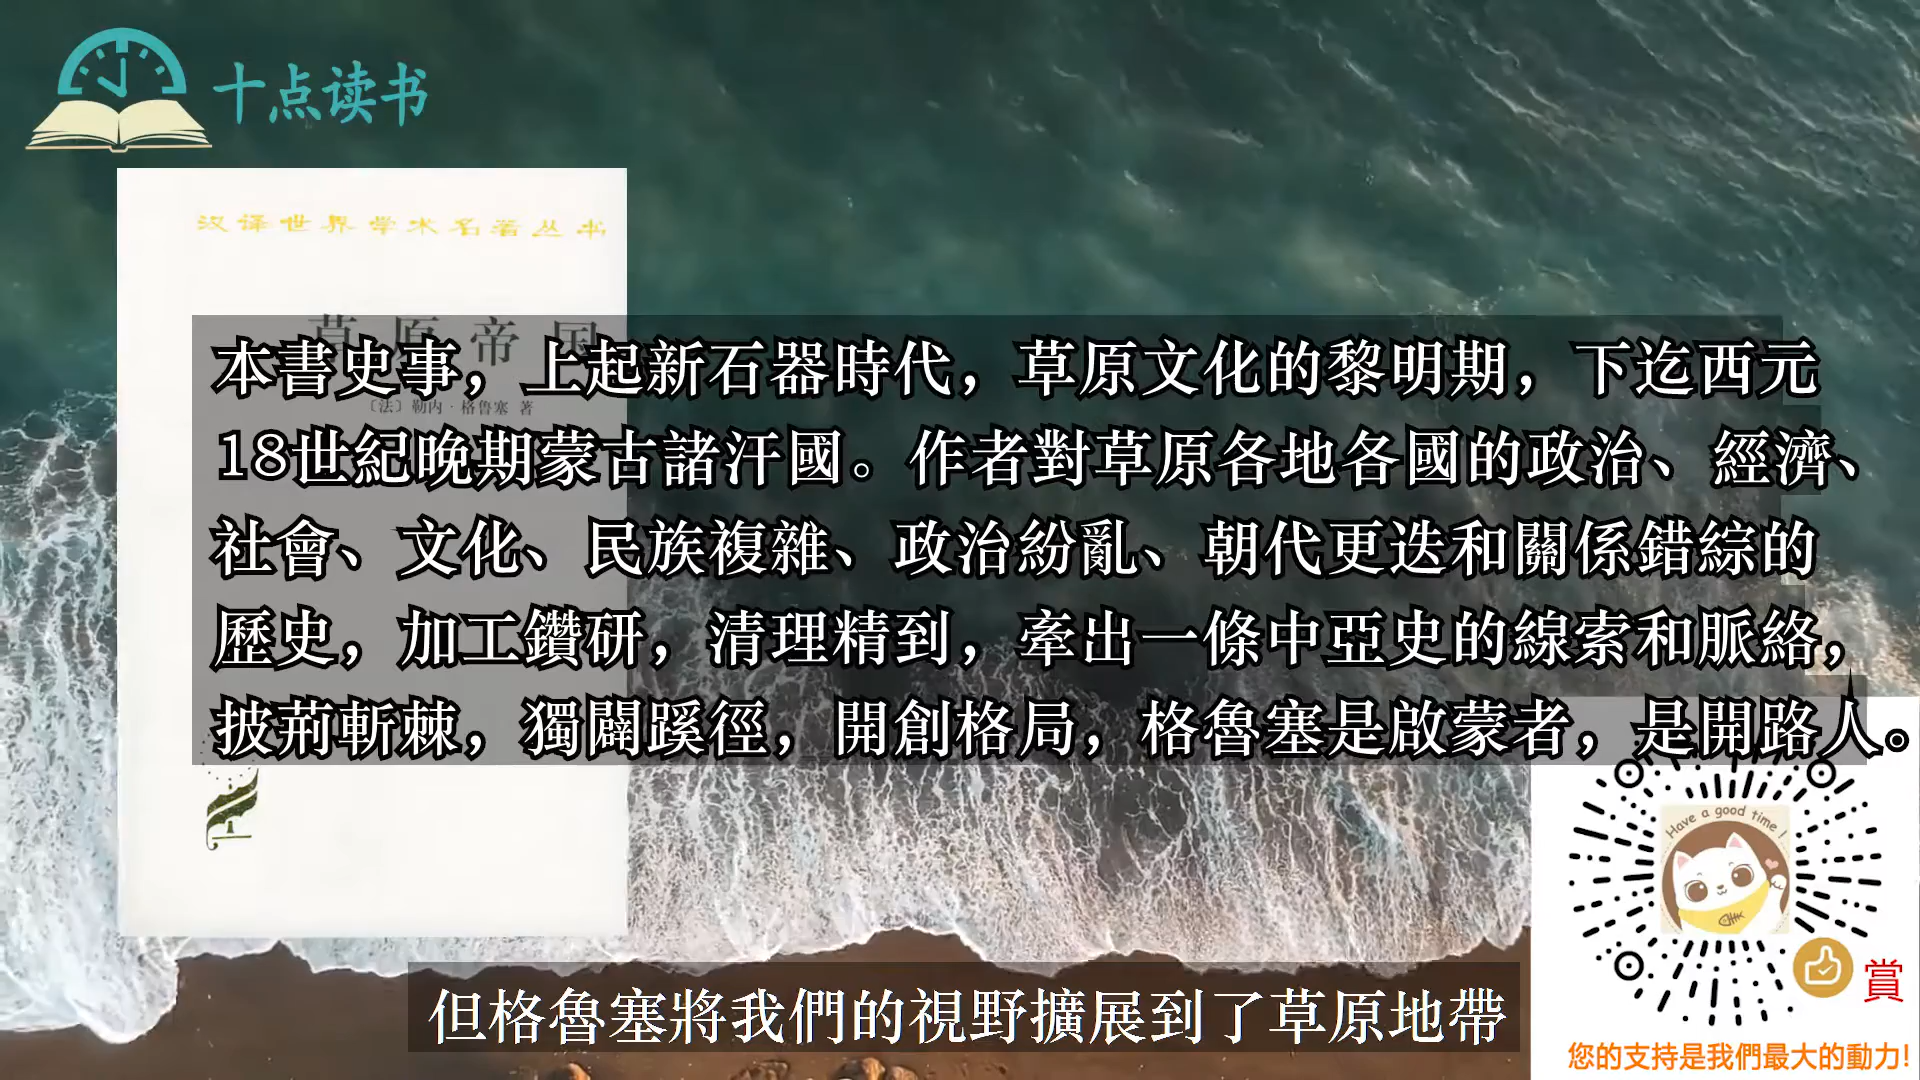 十点读书
汉译世界学术名著丛书
草原帝国
〔法〕勒内·格鲁塞 著
本書史事，上起新石器時代，草原文化的黎明期，下迄西元
18世紀晚期蒙古諸汗國。作者對草原各地各國的政治、經濟、
社會、文化、民族複雜、政治紛亂、朝代更迭和關係錯綜的
歷史，加工鑽研，清理精到，牽出一條中亞史的線索和脈絡，
披荊斬棘，獨闢蹊徑，開創格局，格魯塞是啟蒙者，是開路人。
Have a good time !
賞
您的支持是我們最大的動力!
但格魯塞將我們的視野擴展到了草原地帶